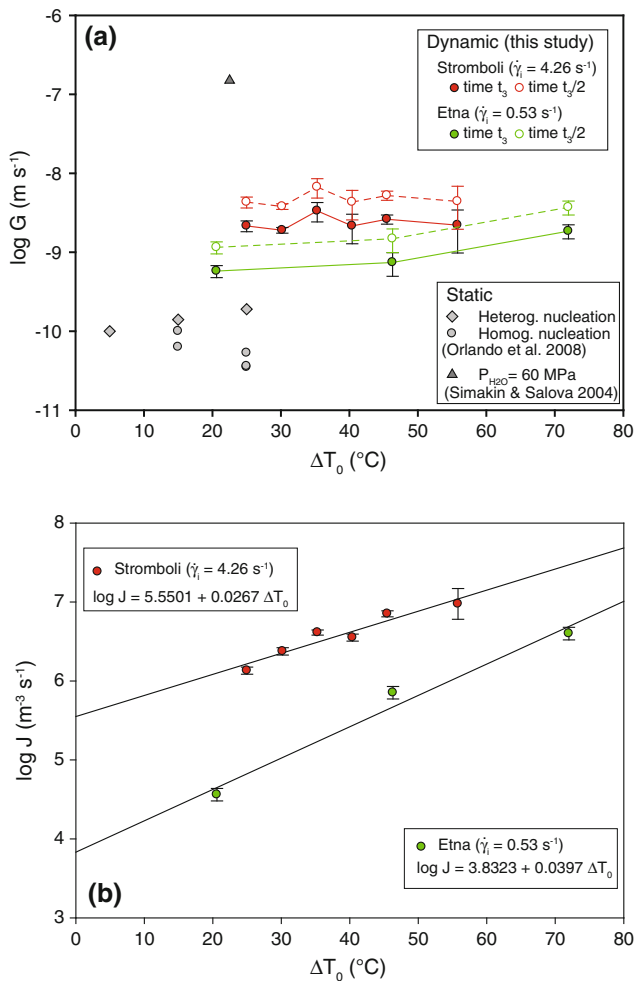 (a)
-6
-7
-8
-9
-10
-11
log G (m s⁻¹)
Dynamic (this study)
Stromboli (γ̇ᵢ = 4.26 s⁻¹)
time t₃ time t₃/2
Etna (γ̇ᵢ = 0.53 s⁻¹)
time t₃ time t₃/2
Static
Heterog. nucleation
Homog. nucleation
(Orlando et al. 2008)
P_H2O = 60 MPa
(Simakin & Salova 2004)
0 10 20 30 40 50 60 70 80
ΔT₀ (°C)
8
7
6
5
4
3
log J (m⁻³ s⁻¹)
Stromboli (γ̇ᵢ = 4.26 s⁻¹)
log J = 5.5501 + 0.0267 ΔT₀
Etna (γ̇ᵢ = 0.53 s⁻¹)
log J = 3.8323 + 0.0397 ΔT₀
(b)
0 10 20 30 40 50 60 70 80
ΔT₀ (°C)